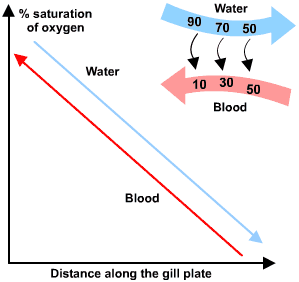 % saturation
of oxygen
Water
90 70 50
10 30 50
Blood
Water
Blood
Distance along the gill plate